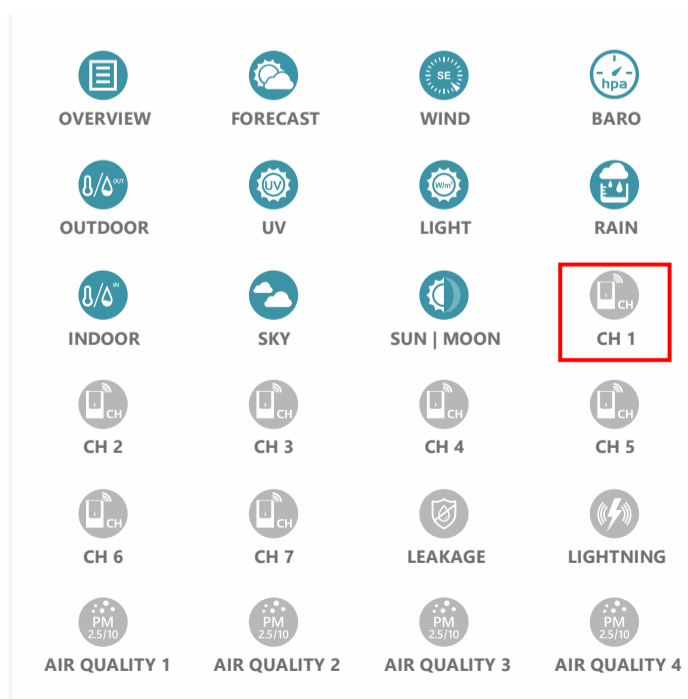 SE
hpa
OVERVIEW FORECAST WIND BARO
OUT UV W/m²
OUTDOOR UV LIGHT RAIN
IN CH
INDOOR SKY SUN | MOON CH 1
CH CH CH CH
CH 2 CH 3 CH 4 CH 5
CH CH
CH 6 CH 7 LEAKAGE LIGHTNING
PM PM PM PM
2.5/10 2.5/10 2.5/10 2.5/10
AIR QUALITY 1 AIR QUALITY 2 AIR QUALITY 3 AIR QUALITY 4